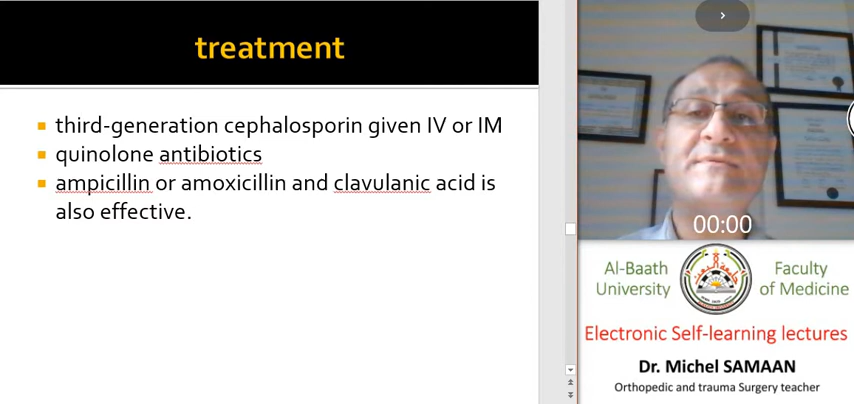 treatment
third-generation cephalosporin given IV or IM
quinolone antibiotics
ampicillin or amoxicillin and clavulanic acid is
also effective.
00:00
Al-Baath
University
Faculty
of Medicine
Electronic Self-learning lectures
Dr. Michel SAMAAN
Orthopedic and trauma Surgery teacher